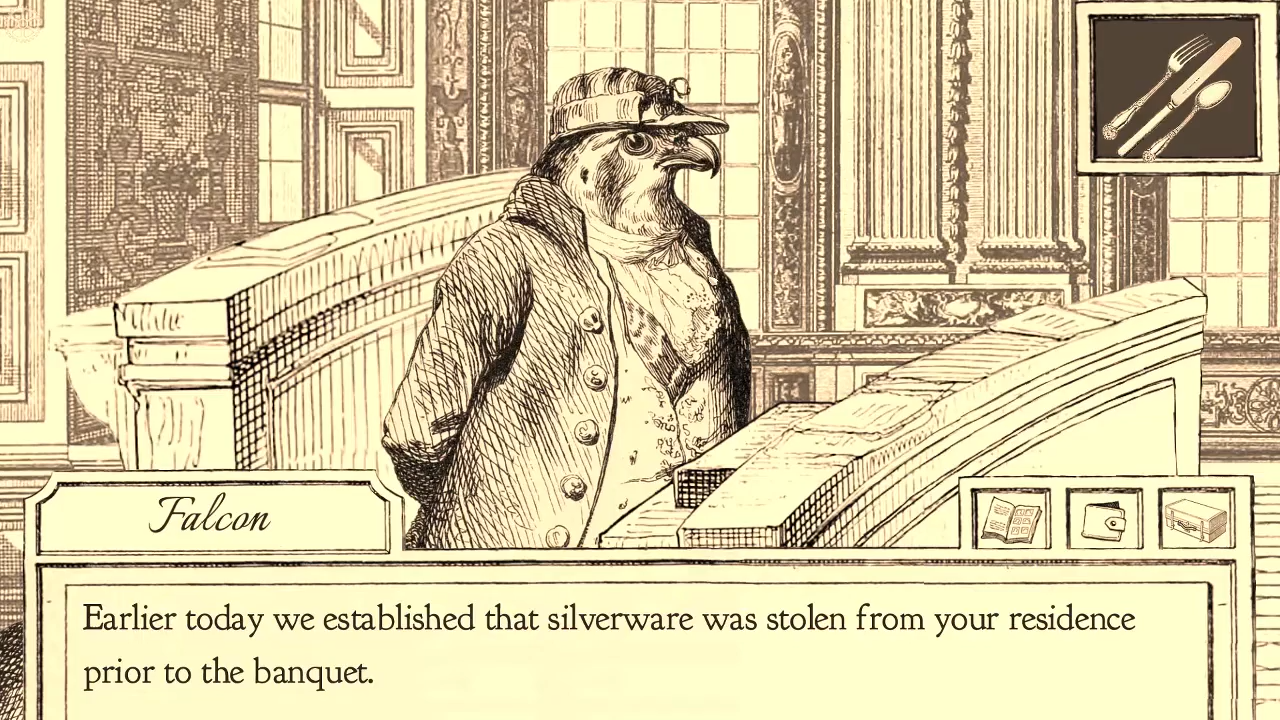 Falcon
Earlier today we established that silverware was stolen from your residence
prior to the banquet.